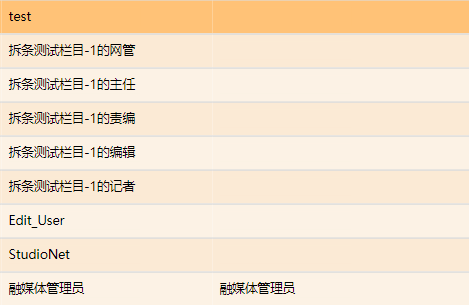 test
拆条测试栏目-1的网管
拆条测试栏目-1的主任
拆条测试栏目-1的责编
拆条测试栏目-1的编辑
拆条测试栏目-1的记者
Edit_User
StudioNet
融媒体管理员 融媒体管理员